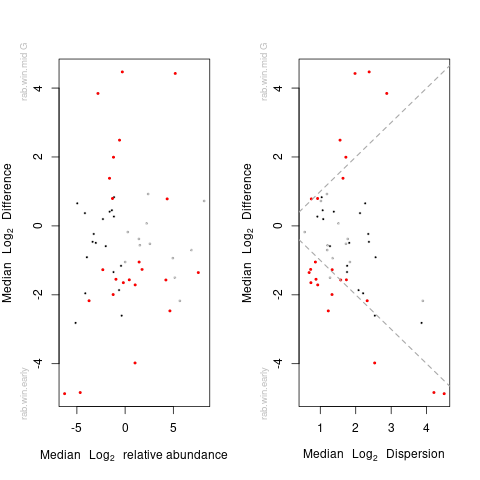 rab.win.mid G
rab.win.early
Median Log₂ Difference
4
2
0
-2
-4
-5
0
5
Median Log₂ relative abundance
rab.win.mid G
rab.win.early
Median Log₂ Difference
4
2
0
-2
-4
1
2
3
4
Median Log₂ Dispersion